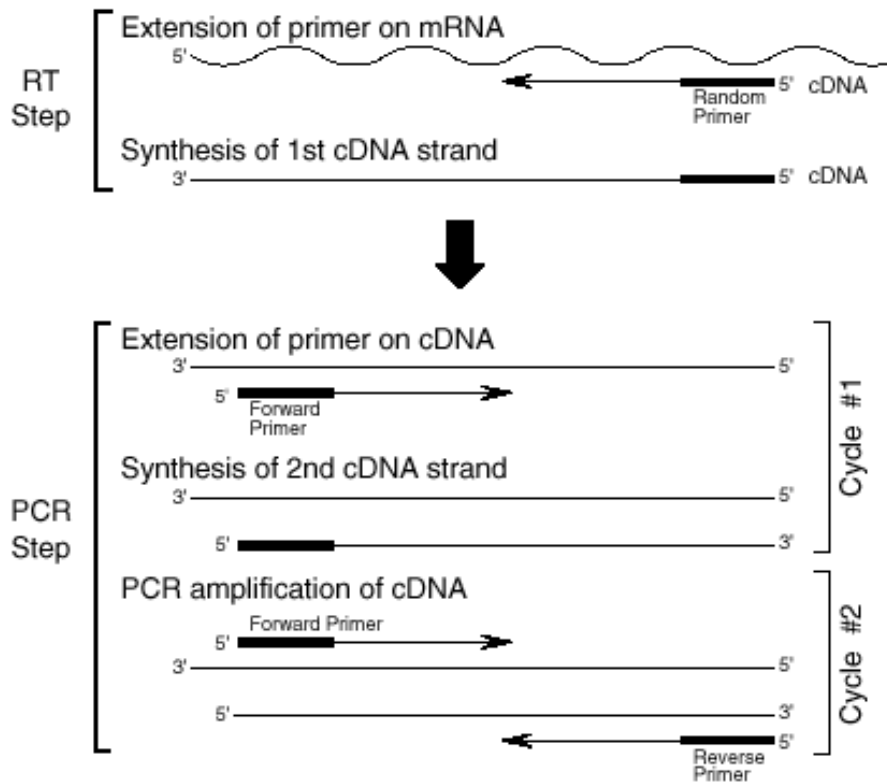 Extension of primer on mRNA
5'
RT
Step
5' cDNA
Random
Primer
Synthesis of 1st cDNA strand
3' 5' cDNA
Extension of primer on cDNA
3' 5'
5'
Forward
Primer
Cycle #1
Synthesis of 2nd cDNA strand
3' 5'
PCR
Step
5' 3'
PCR amplification of cDNA
Forward Primer
5'
3' 5'
Cycle #2
5' 3'
5'
Reverse
Primer